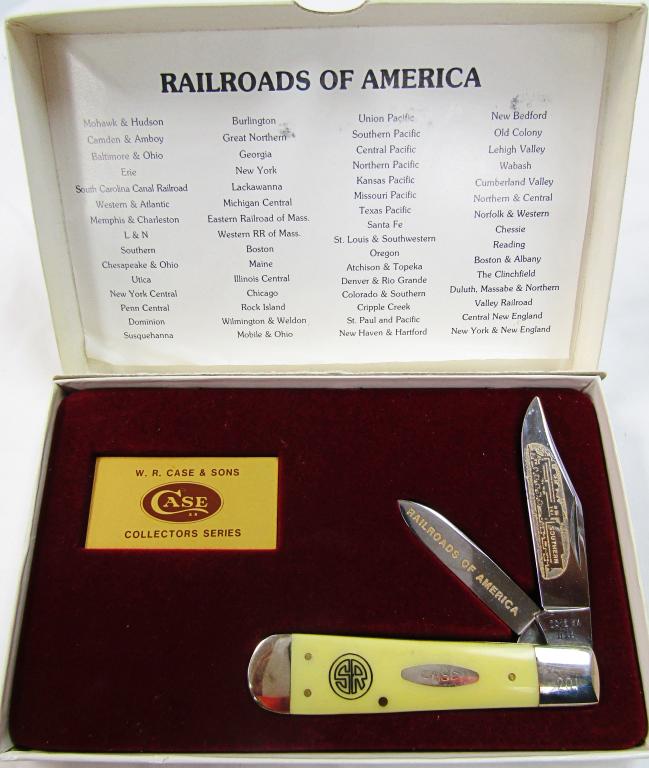 RAILROADS OF AMERICA
Mohawk & Hudson
Camden & Amboy
Baltimore & Ohio
Erie
South Carolina Canal Railroad
Western & Atlantic
Memphis & Charleston
L & N
Southern
Chesapeake & Ohio
Utica
New York Central
Penn Central
Dominion
Susquehanna
Burlington
Great Northern
Georgia
New York
Lackawanna
Michigan Central
Eastern Railroad of Mass.
Western RR of Mass.
Boston
Maine
Illinois Central
Chicago
Rock Island
Wilmington & Weldon
Mobile & Ohio
Union Pacific
Southern Pacific
Central Pacific
Northern Pacific
Kansas Pacific
Missouri Pacific
Texas Pacific
Santa Fe
St. Louis & Southwestern
Oregon
Atchison & Topeka
Denver & Rio Grande
Colorado & Southern
Cripple Creek
St. Paul and Pacific
New Haven & Hartford
New Bedford
Old Colony
Lehigh Valley
Wabash
Cumberland Valley
Northern & Central
Norfolk & Western
Chessie
Reading
Boston & Albany
The Clinchfield
Duluth, Massabe & Northern
Valley Railroad
Central New England
New York & New England
W. R. CASE & SONS
CASE
XX
COLLECTORS SERIES
RAILROADS OF AMERICA
SOUTHERN
SR
CASE